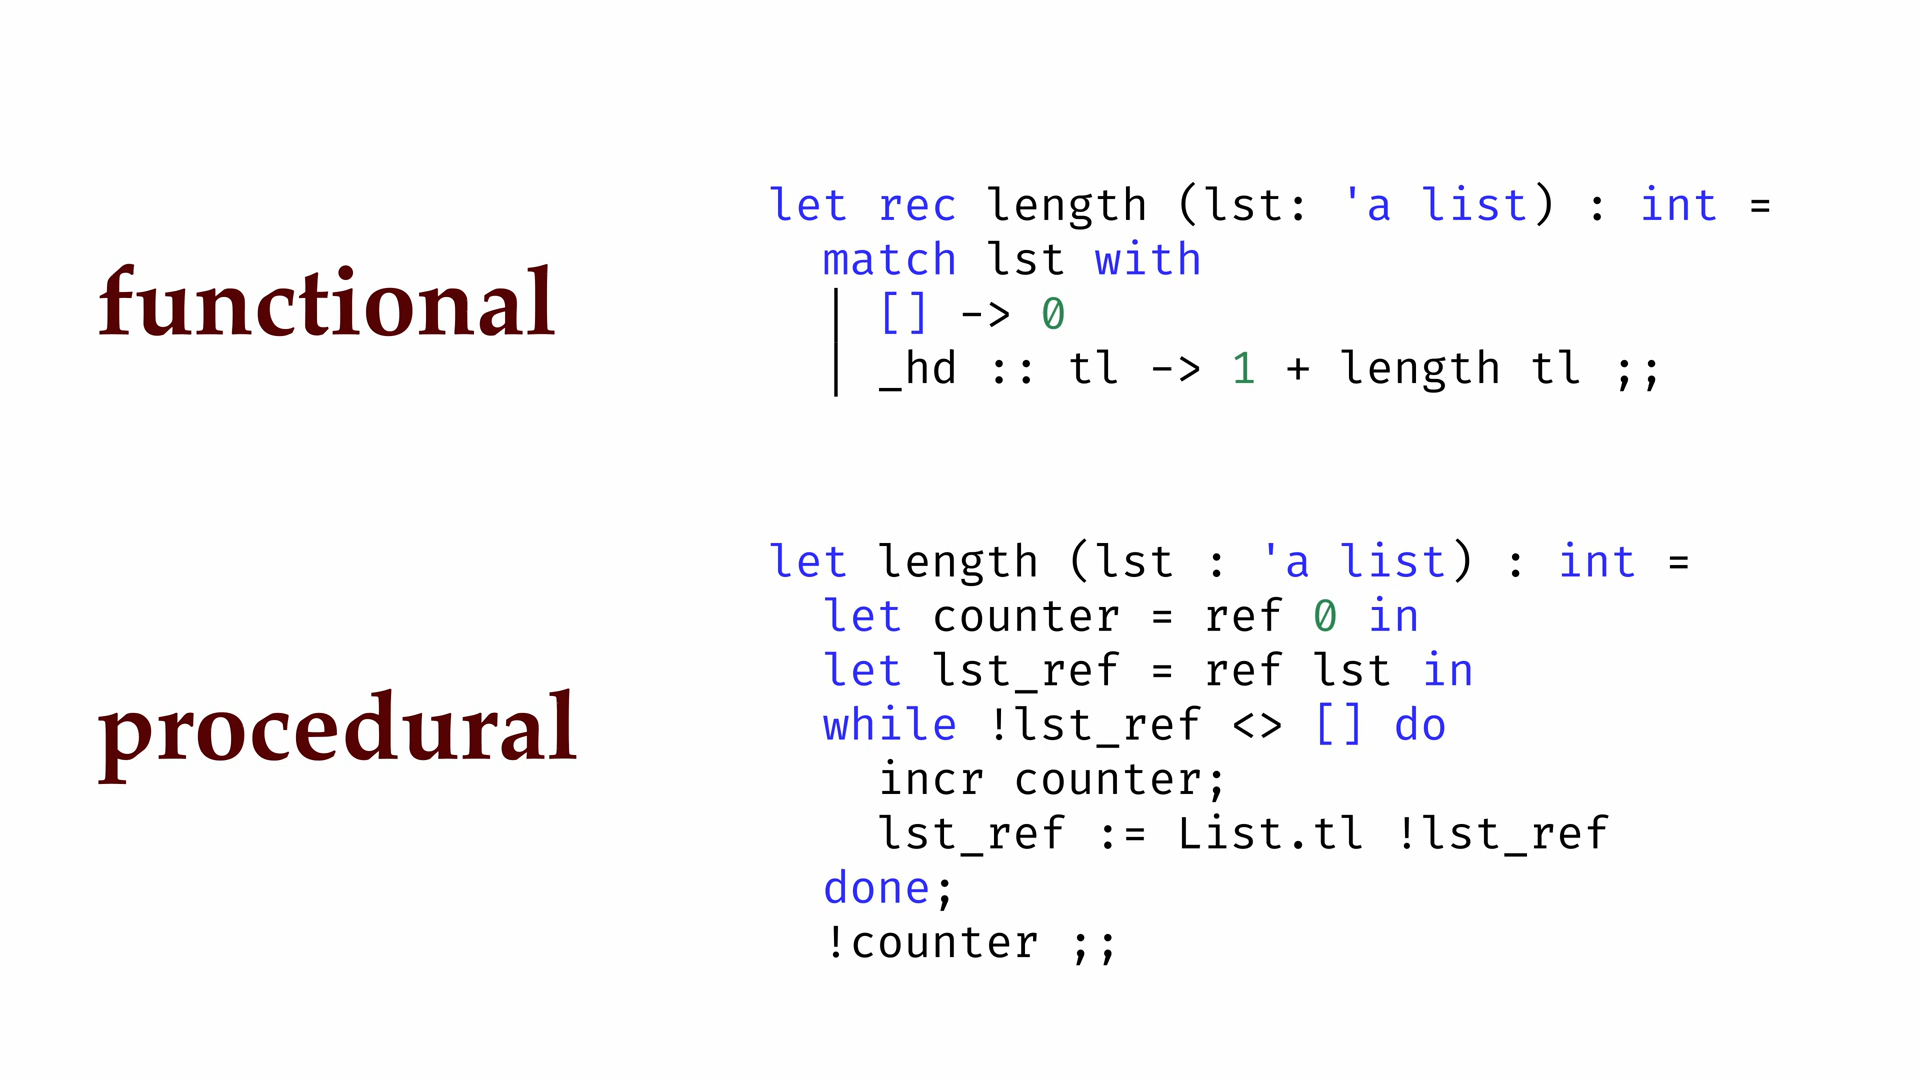 functional
let rec length (lst: 'a list) : int =
  match lst with
  | [] -> 0
  | _hd :: tl -> 1 + length tl ;;
procedural
let length (lst : 'a list) : int =
  let counter = ref 0 in
  let lst_ref = ref lst in
  while !lst_ref <> [] do
    incr counter;
    lst_ref := List.tl !lst_ref
  done;
  !counter ;;